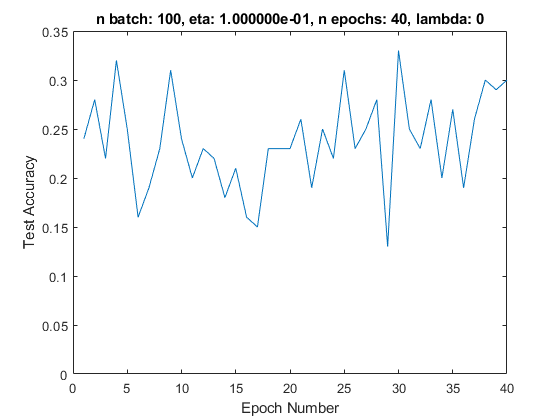 n batch: 100, eta: 1.000000e-01, n epochs: 40, lambda: 0
0.35
0.3
0.25
0.2
0.15
0.1
0.05
0
Test Accuracy
0 5 10 15 20 25 30 35 40
Epoch Number